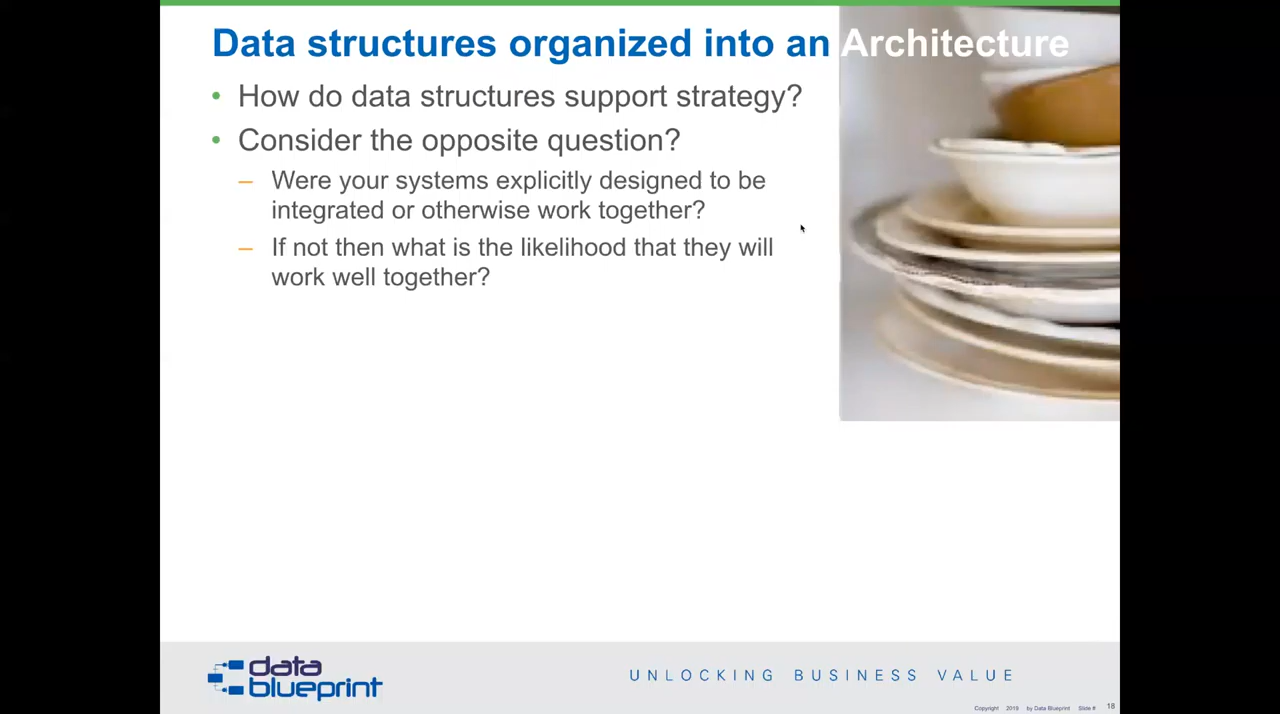 Data structures organized into an Architecture
• How do data structures support strategy?
• Consider the opposite question?
– Were your systems explicitly designed to be
integrated or otherwise work together?
– If not then what is the likelihood that they will
work well together?
data
blueprint
UNLOCKING BUSINESS VALUE
Copyright 2016 by Data Blueprint Slide # 18